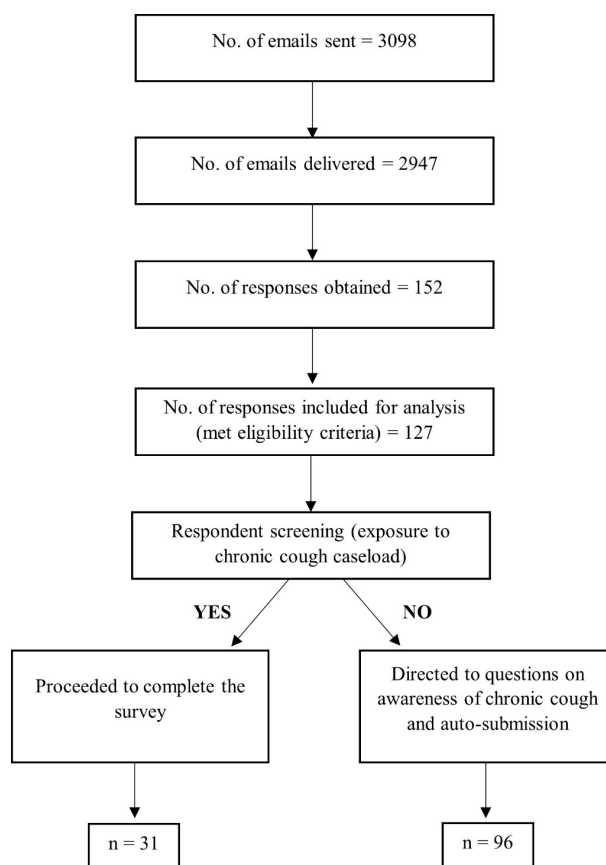 No. of emails sent = 3098
No. of emails delivered = 2947
No. of responses obtained = 152
No. of responses included for analysis
(met eligibility criteria) = 127
Respondent screening (exposure to
chronic cough caseload)
YES
NO
Proceeded to complete the
survey
Directed to questions on
awareness of chronic cough
and auto-submission
n = 31
n = 96